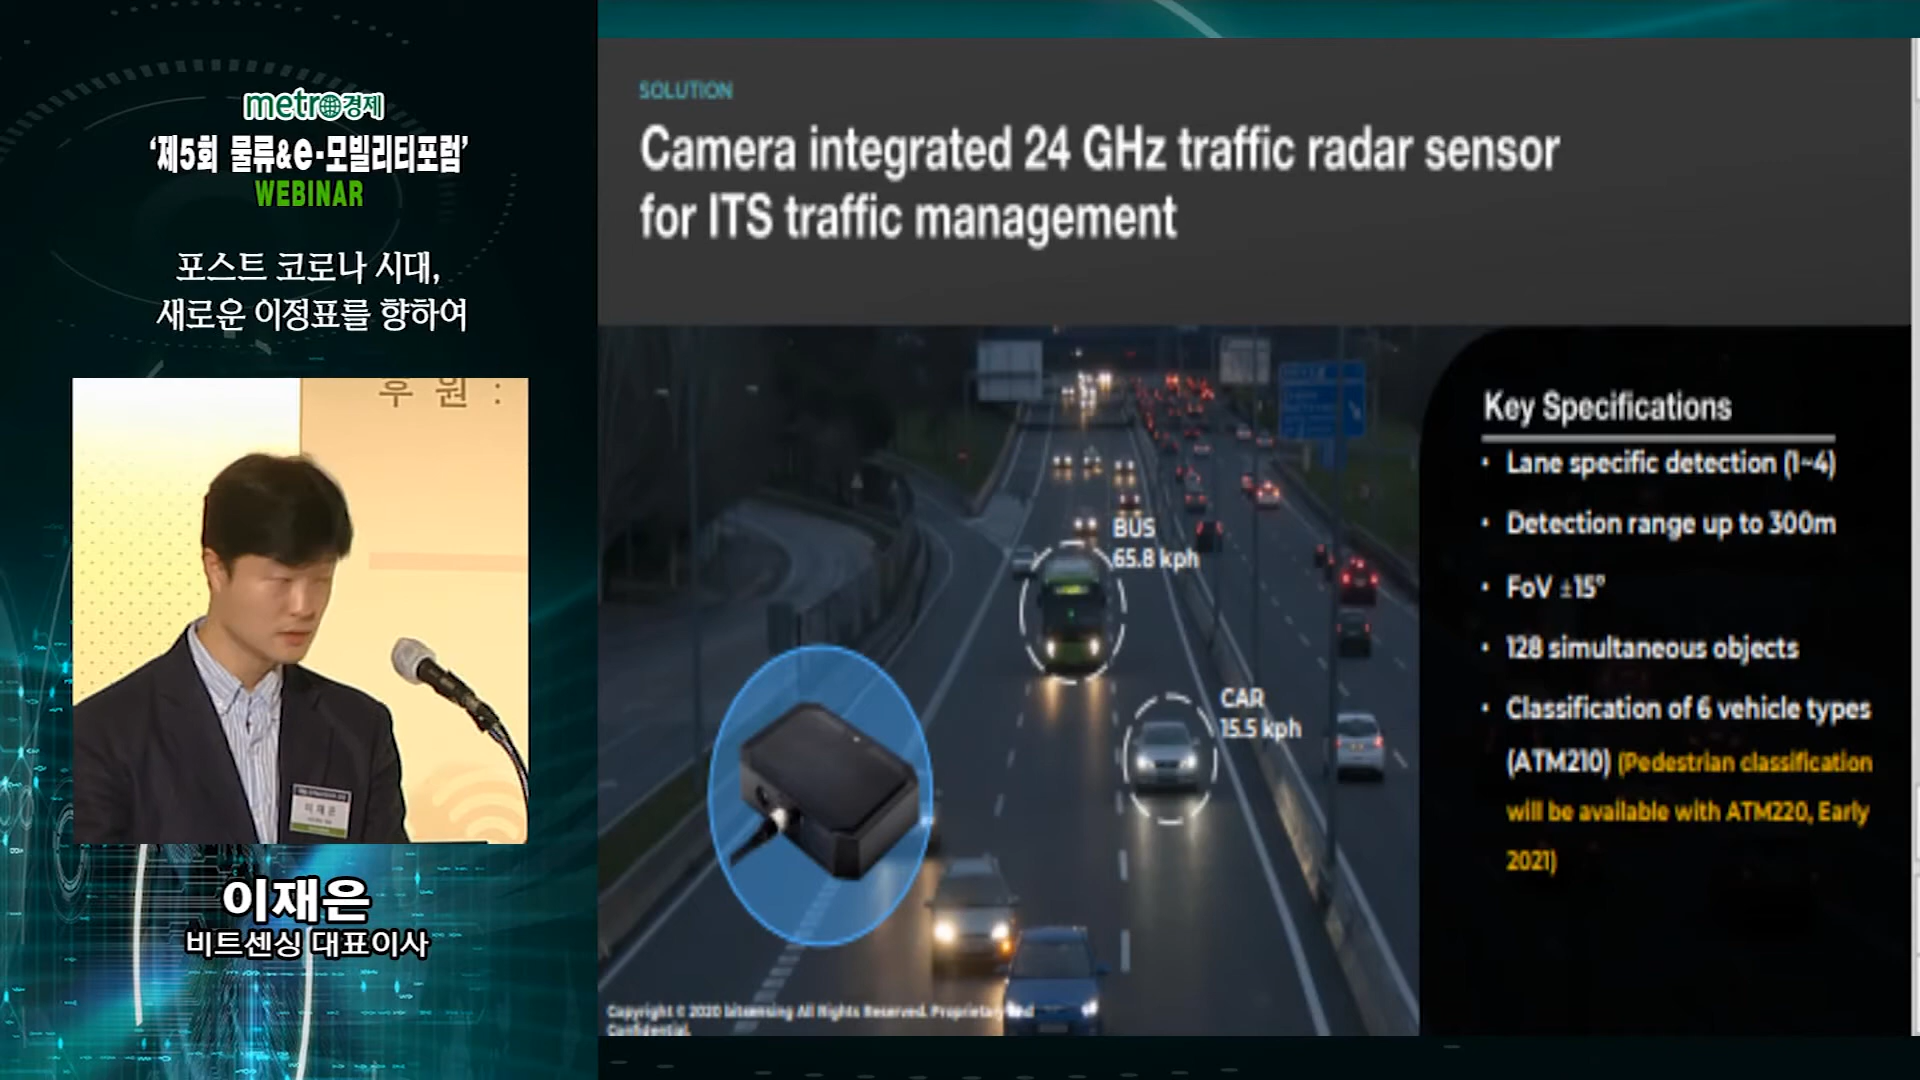 metro경제
‘제5회 물류&e-모빌리티포럼’
WEBINAR
포스트 코로나 시대,
새로운 이정표를 향하여
후 원 :
이재은
이재은
비트센싱 대표이사
SOLUTION
Camera integrated 24 GHz traffic radar sensor
for ITS traffic management
BUS
65.8 kph
CAR
15.5 kph
Key Specifications
· Lane specific detection (1~4)
· Detection range up to 300m
· FoV ±15°
· 128 simultaneous objects
· Classification of 6 vehicle types
(ATM210) (Pedestrian classification
will be available with ATM220, Early
2021)
Copyright © 2020 bitsensing All Rights Reserved. Proprietary and
Confidential.